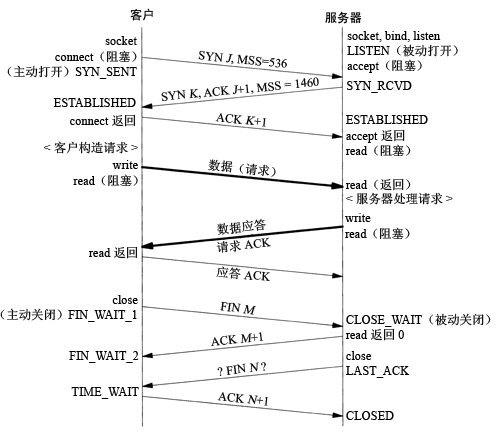 客户
服务器
socket
socket, bind, listen
connect（阻塞）
LISTEN（被动打开）
（主动打开）SYN_SENT
SYN J, MSS=536
accept（阻塞）
SYN_RCVD
SYN K, ACK J+1, MSS = 1460
ESTABLISHED
connect 返回
ACK K+1
ESTABLISHED
accept 返回
read（阻塞）
< 客户构造请求 >
write
read（阻塞）
数据（请求）
read（返回）
< 服务器处理请求 >
write
read（阻塞）
数据应答
请求 ACK
read 返回
应答 ACK
close
（主动关闭）FIN_WAIT_1
FIN M
CLOSE_WAIT（被动关闭）
read 返回 0
ACK M+1
FIN_WAIT_2
close
LAST_ACK
? FIN N ?
TIME_WAIT
ACK N+1
CLOSED